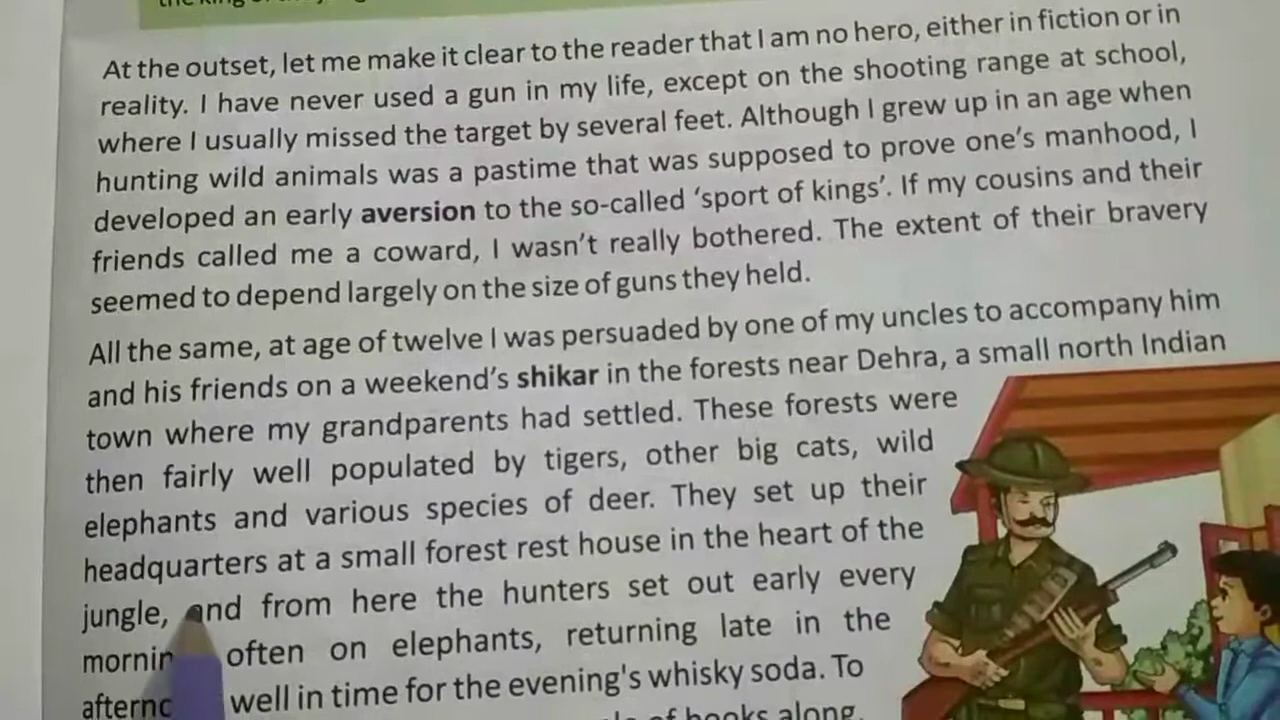 At the outset, let me make it clear to the reader that I am no hero, either in fiction or in
reality. I have never used a gun in my life, except on the shooting range at school,
where I usually missed the target by several feet. Although I grew up in an age when
hunting wild animals was a pastime that was supposed to prove one's manhood, I
developed an early aversion to the so-called 'sport of kings'. If my cousins and their
friends called me a coward, I wasn't really bothered. The extent of their bravery
seemed to depend largely on the size of guns they held.
All the same, at age of twelve I was persuaded by one of my uncles to accompany him
and his friends on a weekend's shikar in the forests near Dehra, a small north Indian
town where my grandparents had settled. These forests were
then fairly well populated by tigers, other big cats, wild
elephants and various species of deer. They set up their
headquarters at a small forest rest house in the heart of the
jungle, and from here the hunters set out early every
mornin often on elephants, returning late in the
afterno well in time for the evening's whisky soda. To
of books along.